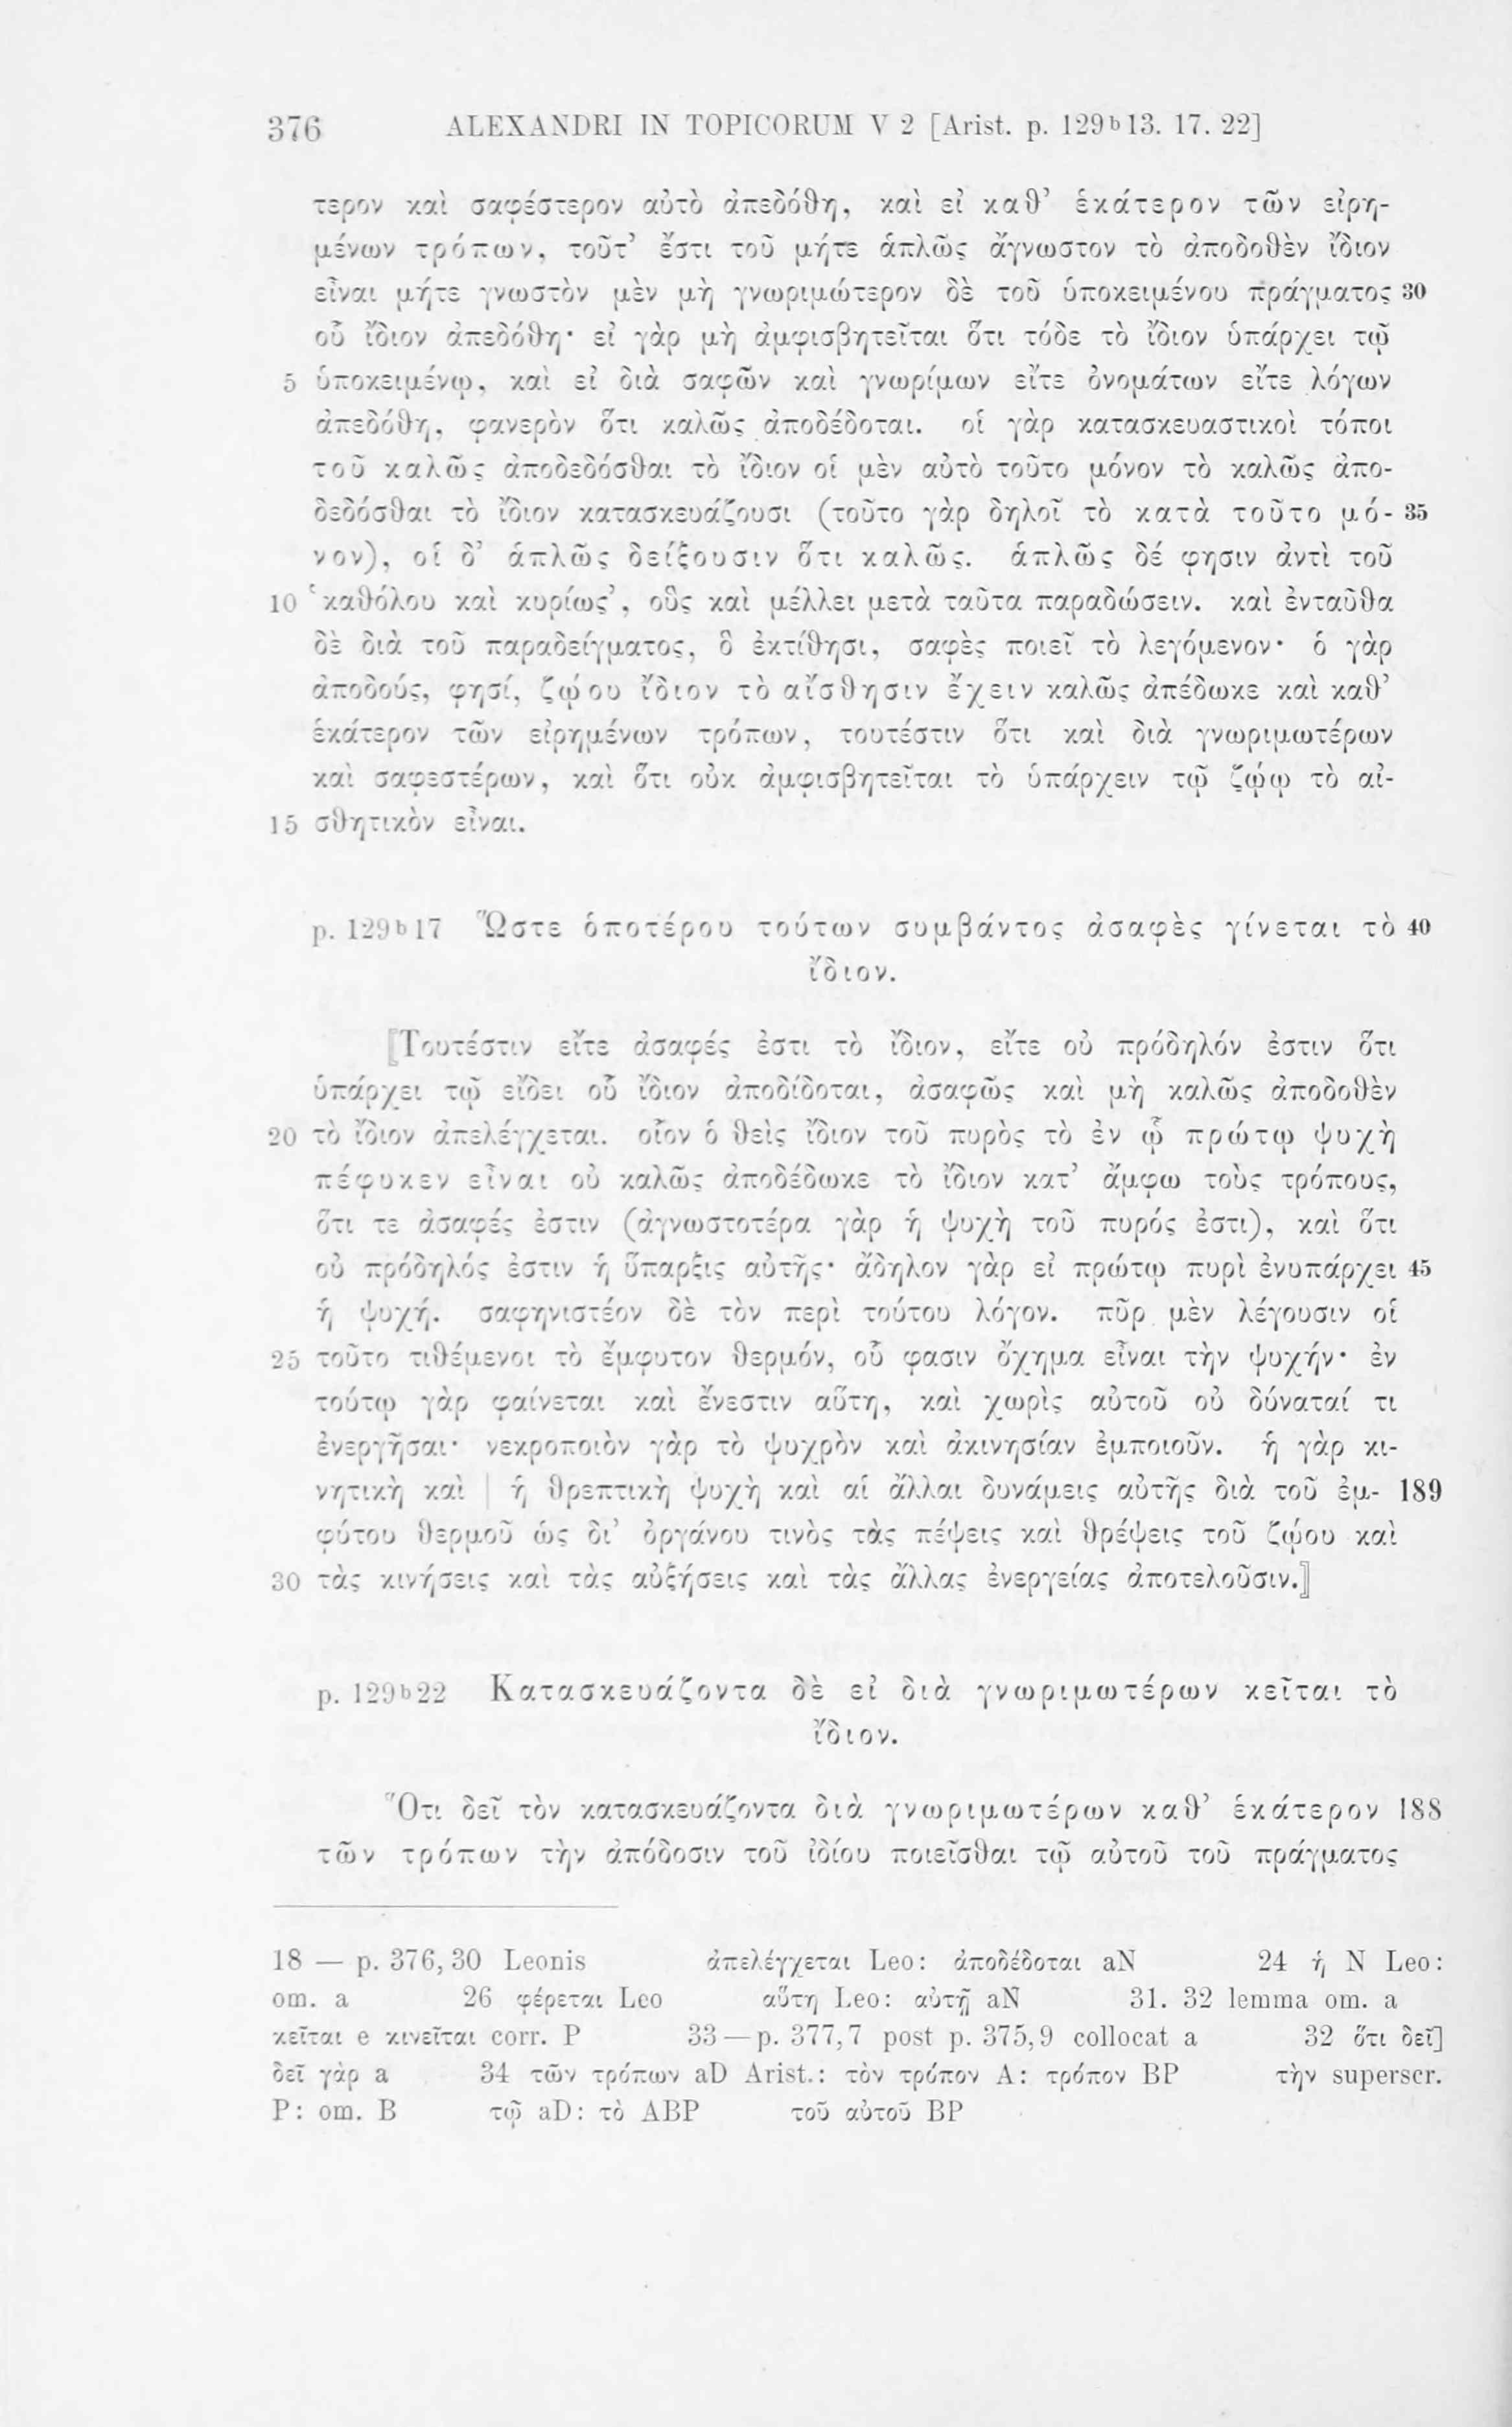 376 ALEXANDRI IN TOPICORUM V 2 [Arist. p. 129ᵇ13. 17. 22]
τερον καὶ σαφέστερον αὐτὸ ἀπεδόθη, καὶ εἰ καθ’ ἑκάτερον τῶν εἰρη-
μένων τρόπων, τοῦτ’ ἔστι τοῦ μήτε ἁπλῶς ἄγνωστον τὸ ἀποδοθὲν ἴδιον
εἶναι μήτε γνωστὸν μὲν μὴ γνωριμώτερον δὲ τοῦ ὑποκειμένου πράγματος 30
οὗ ἴδιον ἀπεδόθη· εἰ γὰρ μὴ ἀμφισβητεῖται ὅτι τόδε τὸ ἴδιον ὑπάρχει τῷ
5 ὑποκειμένῳ, καὶ εἰ διὰ σαφῶν καὶ γνωρίμων εἴτε ὀνομάτων εἴτε λόγων
ἀπεδόθη, φανερὸν ὅτι καλῶς ἀποδέδοται. οἱ γὰρ κατασκευαστικοὶ τόποι
τοῦ καλῶς ἀποδεδόσθαι τὸ ἴδιον οἱ μὲν αὐτὸ τοῦτο μόνον τὸ καλῶς ἀπο-
δεδόσθαι τὸ ἴδιον κατασκευάζουσι (τοῦτο γὰρ δηλοῖ τὸ κατὰ τοῦτο μό- 35
νον), οἱ δ’ ἁπλῶς δείξουσιν ὅτι καλῶς. ἁπλῶς δέ φησιν ἀντὶ τοῦ
10 ‘καθόλου καὶ κυρίως’, οὓς καὶ μέλλει μετὰ ταῦτα παραδώσειν. καὶ ἐνταῦθα
δὲ διὰ τοῦ παραδείγματος, ὃ ἐκτίθησι, σαφὲς ποιεῖ τὸ λεγόμενον· ὁ γὰρ
ἀποδούς, φησί, ζῴου ἴδιον τὸ αἴσθησιν ἔχειν καλῶς ἀπέδωκε καὶ καθ’
ἑκάτερον τῶν εἰρημένων τρόπων, τουτέστιν ὅτι καὶ διὰ γνωριμωτέρων
καὶ σαφεστέρων, καὶ ὅτι οὐκ ἀμφισβητεῖται τὸ ὑπάρχειν τῷ ζῴῳ τὸ αἰ-
15 σθητικὸν εἶναι.
p. 129ᵇ17 Ὥστε ὁποτέρου τούτων συμβάντος ἀσαφὲς γίνεται τὸ 40
ἴδιον.
[Τουτέστιν εἴτε ἀσαφές ἐστι τὸ ἴδιον, εἴτε οὐ πρόδηλόν ἐστιν ὅτι
ὑπάρχει τῷ εἴδει οὗ ἴδιον ἀποδίδοται, ἀσαφῶς καὶ μὴ καλῶς ἀποδοθὲν
20 τὸ ἴδιον ἀπελέγχεται. οἷον ὁ θεὶς ἴδιον τοῦ πυρὸς τὸ ἐν ᾧ πρώτῳ ψυχὴ
πέφυκεν εἶναι οὐ καλῶς ἀποδέδωκε τὸ ἴδιον κατ’ ἄμφω τοὺς τρόπους,
ὅτι τε ἀσαφές ἐστιν (ἀγνωστοτέρα γὰρ ἡ ψυχὴ τοῦ πυρός ἐστι), καὶ ὅτι
οὐ πρόδηλός ἐστιν ἡ ὕπαρξις αὐτῆς· ἄδηλον γὰρ εἰ πρώτῳ πυρὶ ἐνυπάρχει 45
ἡ ψυχή. σαφηνιστέον δὲ τὸν περὶ τούτου λόγον. πῦρ μὲν λέγουσιν οἱ
25 τοῦτο τιθέμενοι τὸ ἔμφυτον θερμόν, οὗ φασιν ὄχημα εἶναι τὴν ψυχήν· ἐν
τούτῳ γὰρ φαίνεται καὶ ἔνεστιν αὕτη, καὶ χωρὶς αὐτοῦ οὐ δύναταί τι
ἐνεργῆσαι· νεκροποιὸν γὰρ τὸ ψυχρὸν καὶ ἀκινησίαν ἐμποιοῦν. ἡ γὰρ κι-
νητικὴ καὶ | ἡ θρεπτικὴ ψυχὴ καὶ αἱ ἄλλαι δυνάμεις αὐτῆς διὰ τοῦ ἐμ- 189
φύτου θερμοῦ ὡς δι’ ὀργάνου τινὸς τὰς πέψεις καὶ θρέψεις τοῦ ζῴου καὶ
30 τὰς κινήσεις καὶ τὰς αὐξήσεις καὶ τὰς ἄλλας ἐνεργείας ἀποτελοῦσιν.]
p. 129ᵇ22 Κατασκευάζοντα δὲ εἰ διὰ γνωριμωτέρων κεῖται τὸ
ἴδιον.
Ὅτι δεῖ τὸν κατασκευάζοντα διὰ γνωριμωτέρων καθ’ ἑκάτερον 188
τῶν τρόπων τὴν ἀπόδοσιν τοῦ ἰδίου ποιεῖσθαι τῷ αὐτοῦ τοῦ πράγματος
18 — p. 376,30 Leonis ἀπελέγχεται Leo: ἀποδέδοται aN 24 ἡ N Leo:
om. a 26 φέρεται Leo αὕτη Leo: αὐτῇ aN 31. 32 lemma om. a
κεῖται e κινεῖται corr. P 33 — p. 377,7 post p. 375,9 collocat a 32 ὅτι δεῖ]
δεῖ γὰρ a 34 τῶν τρόπων aD Arist.: τὸν τρόπον A: τρόπον BP τὴν superscr.
P: om. B τῷ aD: τὸ ABP τοῦ αὐτοῦ BP